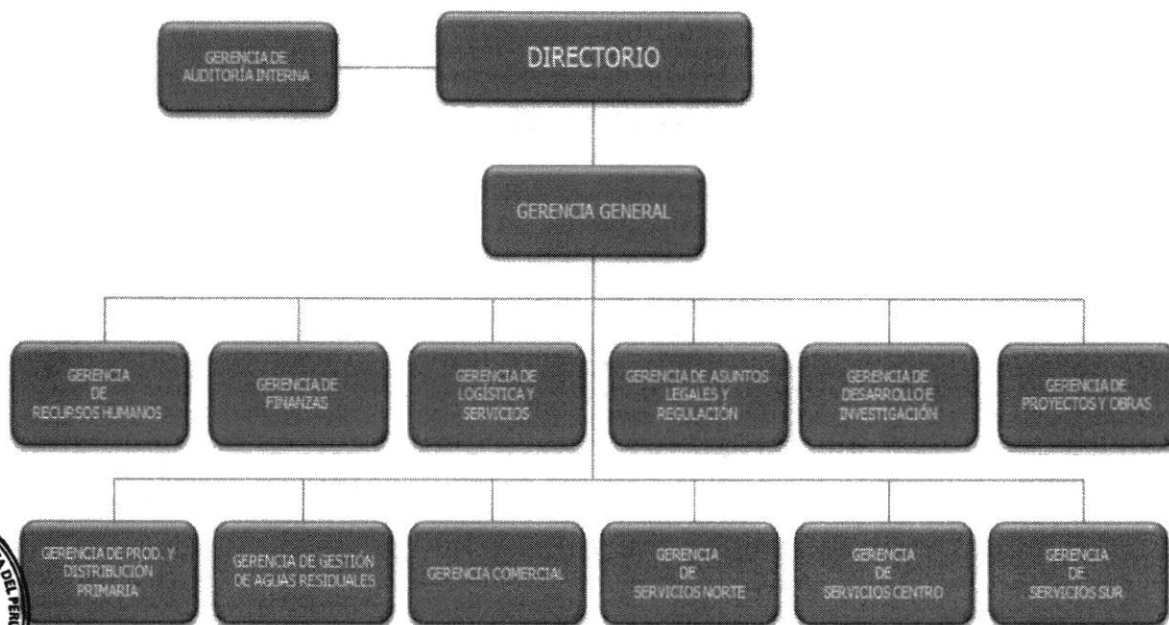 DIRECTORIO
GERENCIA DE
AUDITORÍA INTERNA
GERENCIA GENERAL
GERENCIA
DE
RECURSOS HUMANOS
GERENCIA DE
FINANZAS
GERENCIA DE
LOGÍSTICA Y
SERVICIOS
GERENCIA DE ASUNTOS
LEGALES Y
REGULACIÓN
GERENCIA DE
DESARROLLO E
INVESTIGACIÓN
GERENCIA DE
PROYECTOS Y OBRAS
GERENCIA DE PROD. Y
DISTRIBUCIÓN
PRIMARIA
GERENCIA DE GESTIÓN
DE AGUAS RESIDUALES
GERENCIA COMERCIAL
GERENCIA
DE
SERVICIOS NORTE
GERENCIA
DE
SERVICIOS CENTRO
GERENCIA
DE
SERVICIOS SUR
DEL PERÚ